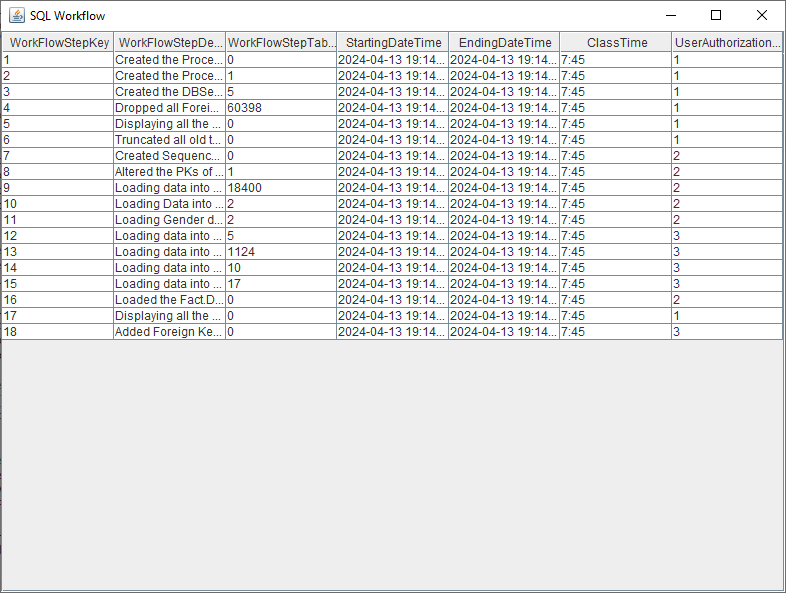 SQL Workflow
WorkFlowStepKey WorkFlowStepDe... WorkFlowStepTab... StartingDateTime EndingDateTime ClassTime UserAuthorization...
1 Created the Proce... 0 2024-04-13 19:14... 2024-04-13 19:14... 7:45 1
2 Created the Proce... 1 2024-04-13 19:14... 2024-04-13 19:14... 7:45 1
3 Created the DBSe... 5 2024-04-13 19:14... 2024-04-13 19:14... 7:45 1
4 Dropped all Forei... 60398 2024-04-13 19:14... 2024-04-13 19:14... 7:45 1
5 Displaying all the ... 0 2024-04-13 19:14... 2024-04-13 19:14... 7:45 1
6 Truncated all old t... 0 2024-04-13 19:14... 2024-04-13 19:14... 7:45 1
7 Created Sequenc... 0 2024-04-13 19:14... 2024-04-13 19:14... 7:45 2
8 Altered the PKs of ... 1 2024-04-13 19:14... 2024-04-13 19:14... 7:45 2
9 Loading data into ... 18400 2024-04-13 19:14... 2024-04-13 19:14... 7:45 2
10 Loading Data into ... 2 2024-04-13 19:14... 2024-04-13 19:14... 7:45 2
11 Loading Gender d... 2 2024-04-13 19:14... 2024-04-13 19:14... 7:45 2
12 Loading data into ... 5 2024-04-13 19:14... 2024-04-13 19:14... 7:45 3
13 Loading data into ... 1124 2024-04-13 19:14... 2024-04-13 19:14... 7:45 3
14 Loading data into ... 10 2024-04-13 19:14... 2024-04-13 19:14... 7:45 3
15 Loading data into ... 17 2024-04-13 19:14... 2024-04-13 19:14... 7:45 3
16 Loaded the Fact.D... 0 2024-04-13 19:14... 2024-04-13 19:14... 7:45 2
17 Displaying all the ... 0 2024-04-13 19:14... 2024-04-13 19:14... 7:45 1
18 Added Foreign Ke... 0 2024-04-13 19:14... 2024-04-13 19:14... 7:45 3